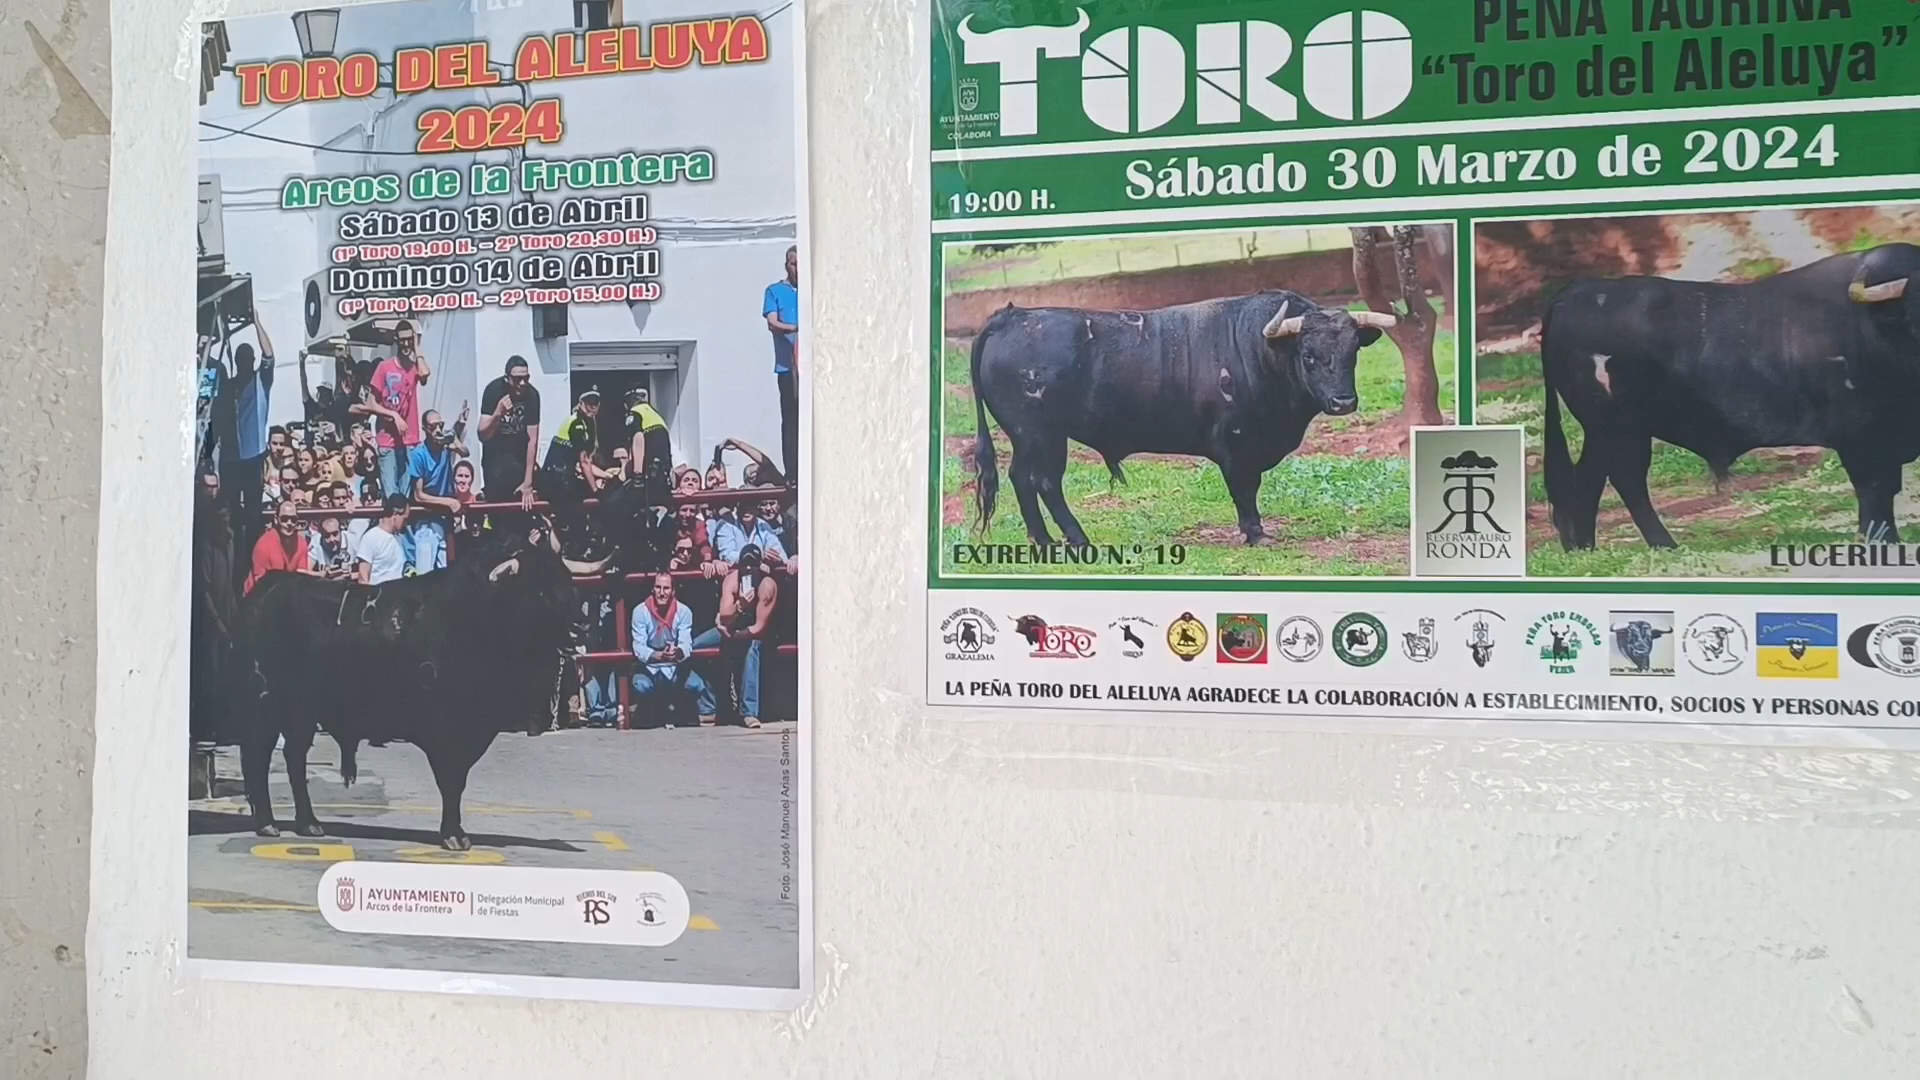 TORO DEL ALELUYA
2024
Arcos de la Frontera
Sábado 13 de Abril
(1º Toro 19,00 H. - 2º Toro 20,30 H.)
Domingo 14 de Abril
(1º Toro 12,00 H. - 2º Toro 15,00 H.)
Foto: José Manuel Arias Santos
AYUNTAMIENTO
Arcos de la Frontera
Delegación Municipal
de Fiestas
RS
TORO
PEÑA TAURINA
"Toro del Aleluya"
AYUNTAMIENTO
COLABORA
19:00 H.
Sábado 30 Marzo de 2024
EXTREMEÑO N.º 19
RESERVATAURO
RONDA
LUCERILL
GRAZALEMA
TORO
PEÑA TORO EMBOLAO
VEJER
LA PEÑA TORO DEL ALELUYA AGRADECE LA COLABORACIÓN A ESTABLECIMIENTO, SOCIOS Y PERSONAS